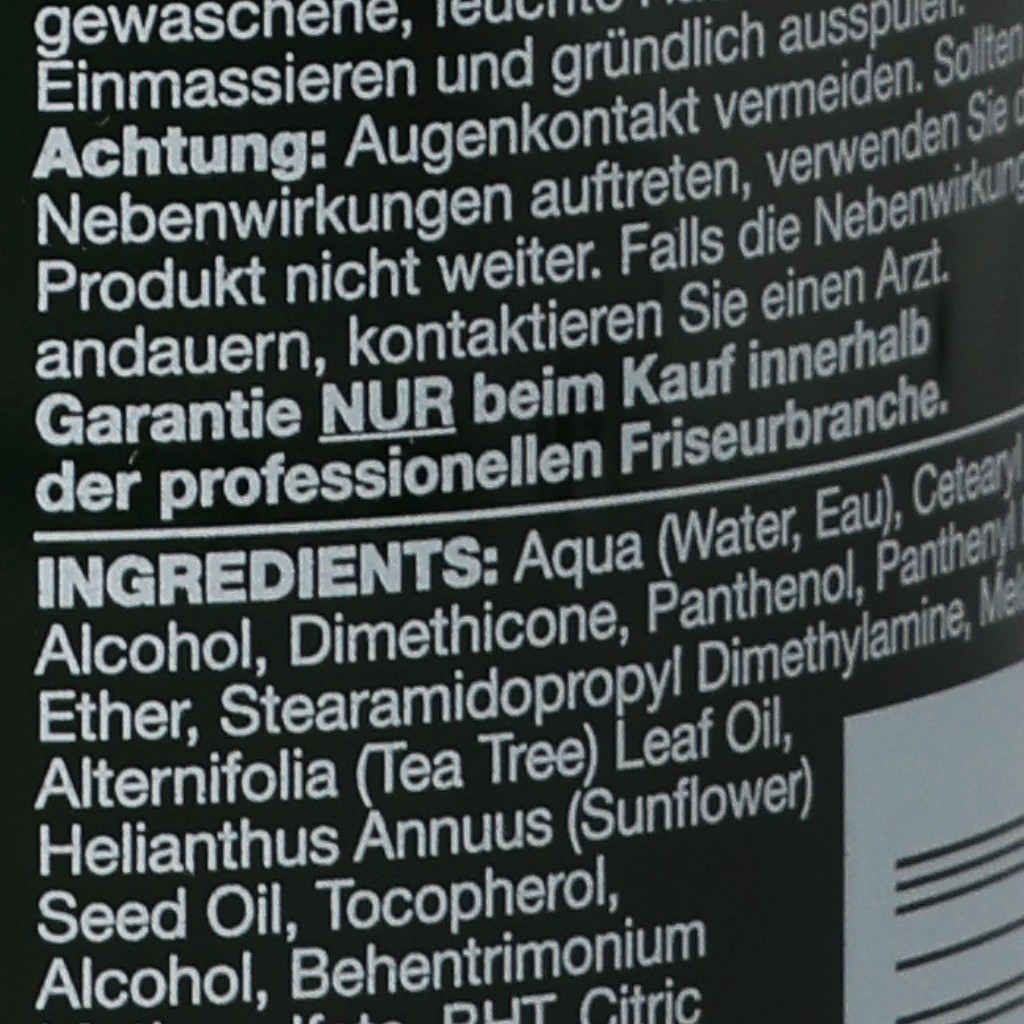 gewaschene, feuchte
Einmassieren und gründlich ausspülen.
Achtung: Augenkontakt vermeiden. Sollten
Nebenwirkungen auftreten, verwenden Sie
Produkt nicht weiter. Falls die
andauern, kontaktieren Sie einen Arzt.
Garantie NUR beim Kauf innerhalb
der professionellen Friseurbranche.
INGREDIENTS: Aqua (Water, Eau), Cetearyl
Alcohol, Dimethicone, Panthenol, Panthenyl
Ether, Stearamidopropyl Dimethylamine,
Alternifolia (Tea Tree) Leaf Oil,
Helianthus Annuus (Sunflower)
Seed Oil, Tocopherol,
Alcohol, Behentrimonium
BHT, Citric